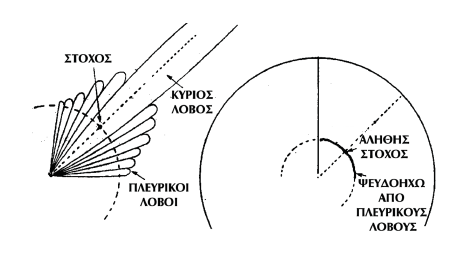 ΣΤΟΧΟΣ
ΚΥΡΙΟΣ
ΛΟΒΟΣ
ΠΛΕΥΡΙΚΟΙ
ΛΟΒΟΙ
ΑΛΗΘΗΣ
ΣΤΟΧΟΣ
ΨΕΥΔΟΗΧΩ
ΑΠΟ
ΠΛΕΥΡΙΚΟΥΣ
ΛΟΒΟΥΣ